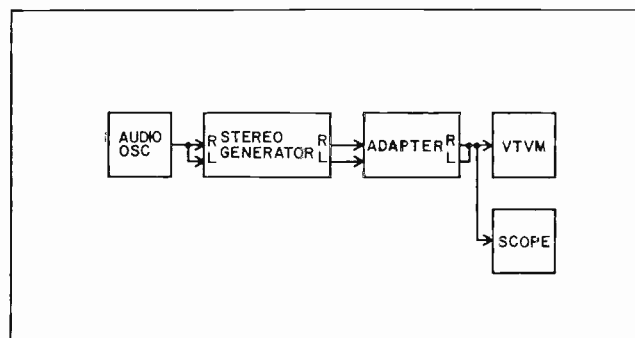 AUDIO
OSC
R
L
STEREO
GENERATOR
R
L
ADAPTER
R
L
VTVM
SCOPE